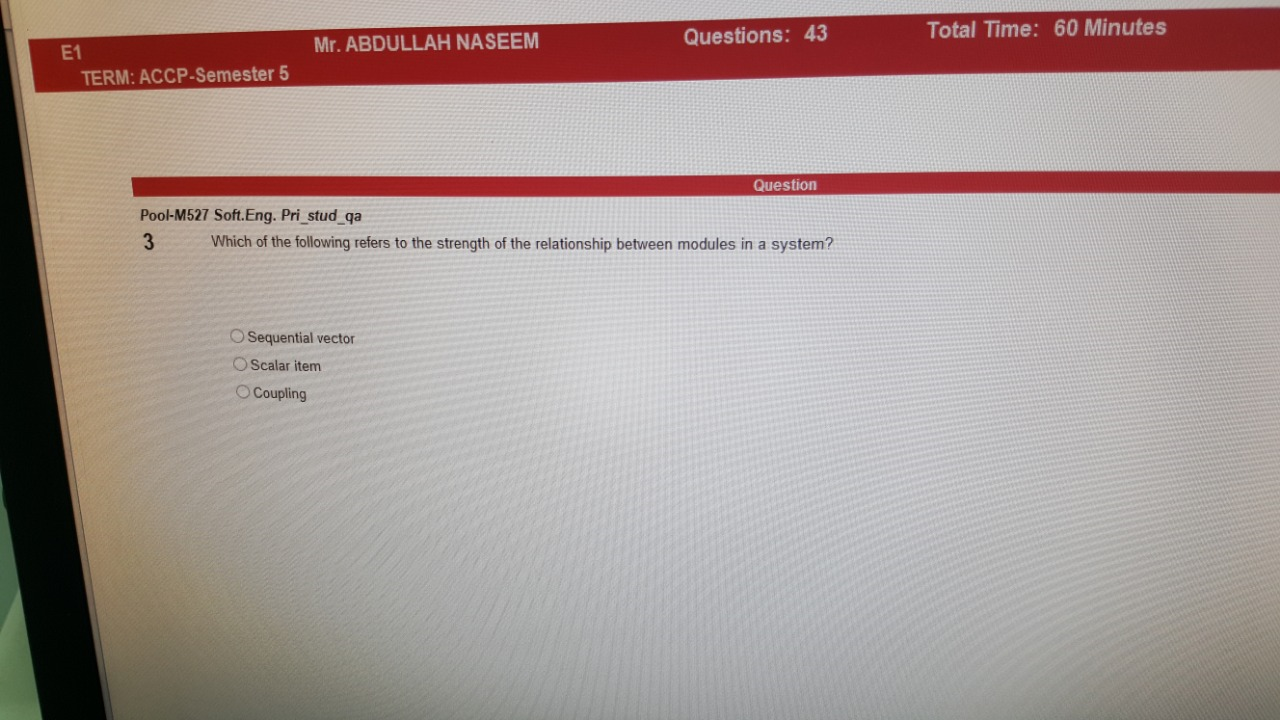 E1
Mr. ABDULLAH NASEEM
Questions: 43
Total Time: 60 Minutes
TERM: ACCP-Semester 5
Question
Pool-M527 Soft.Eng. Pri_stud_qa
3 Which of the following refers to the strength of the relationship between modules in a system?
Sequential vector
Scalar item
Coupling